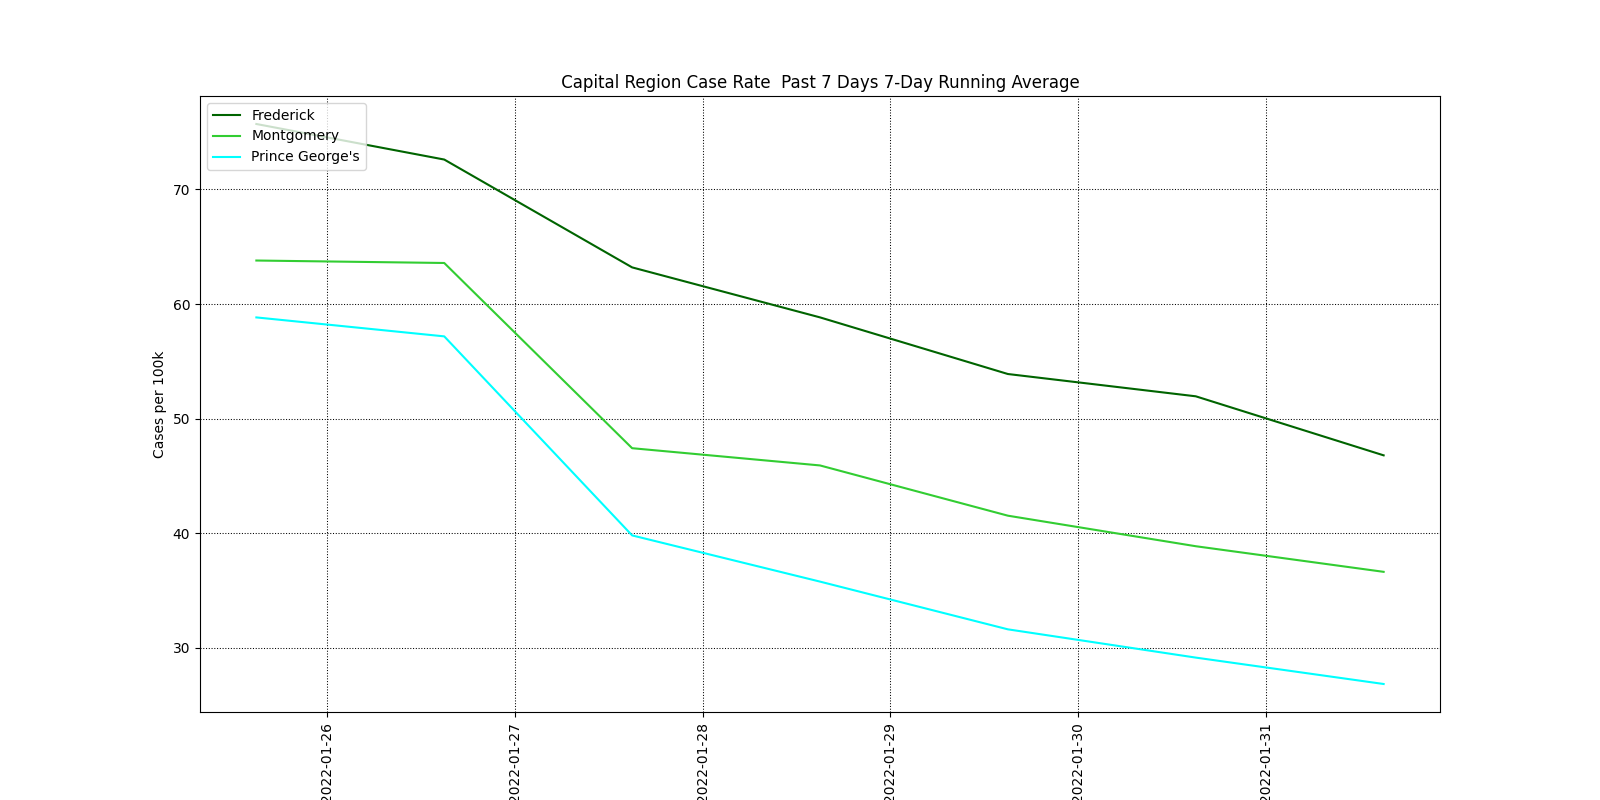 Capital Region Case Rate  Past 7 Days 7-Day Running Average
Frederick
Montgomery
Prince George's
Cases per 100k
70
60
50
40
30
2022-01-26
2022-01-27
2022-01-28
2022-01-29
2022-01-30
2022-01-31